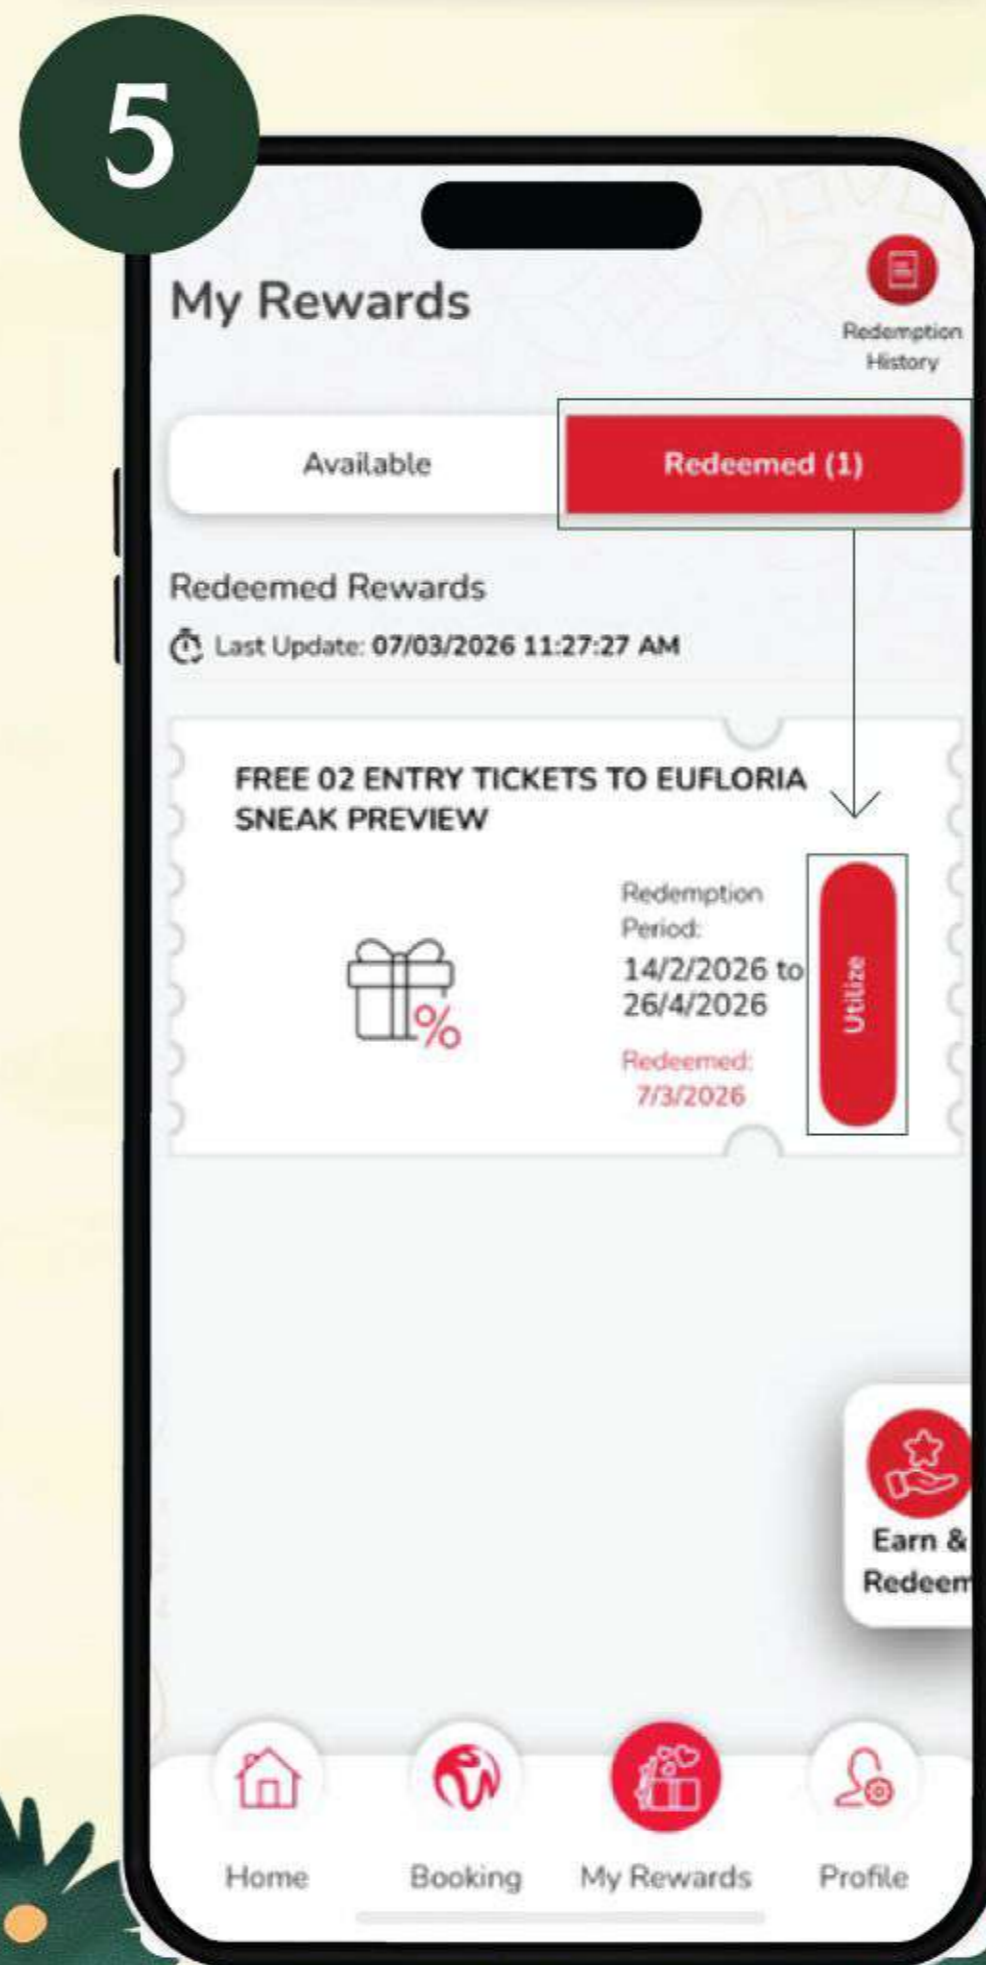 5
My Rewards
Redemption
History
Available
Redeemed (1)
Redeemed Rewards
Last Update: 07/03/2026 11:27:27 AM
FREE 02 ENTRY TICKETS TO EUFLORIA
SNEAK PREVIEW
Redemption
Period:
14/2/2026 to
26/4/2026
Redeemed:
7/3/2026
Utilize
%
Earn &
Redeem
Home
Booking
My Rewards
Profile